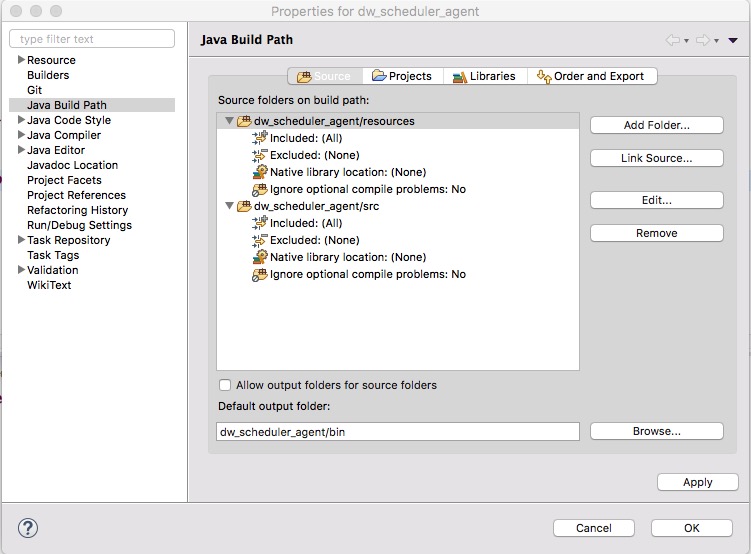 Properties for dw_scheduler_agent
type filter text
Resource
Builders
Git
Java Build Path
Java Code Style
Java Compiler
Java Editor
Javadoc Location
Project Facets
Project References
Refactoring History
Run/Debug Settings
Task Repository
Task Tags
Validation
WikiText
Java Build Path
Source
Projects
Libraries
Order and Export
Source folders on build path:
dw_scheduler_agent/resources
Included: (All)
Excluded: (None)
Native library location: (None)
Ignore optional compile problems: No
dw_scheduler_agent/src
Included: (All)
Excluded: (None)
Native library location: (None)
Ignore optional compile problems: No
Add Folder...
Link Source...
Edit...
Remove
Allow output folders for source folders
Default output folder:
dw_scheduler_agent/bin
Browse...
Apply
?
Cancel
OK